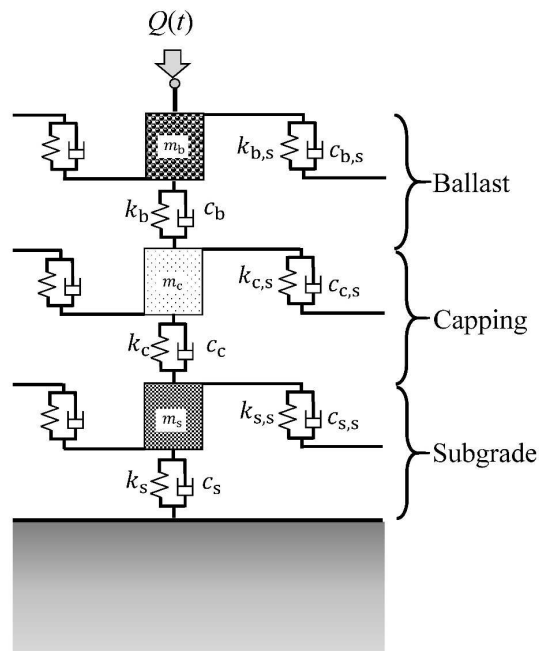 Q(t)
m_b
k_b,s c_b,s
Ballast
k_b c_b
m_c
k_c,s c_c,s
Capping
k_c c_c
m_s
k_s,s c_s,s
Subgrade
k_s c_s